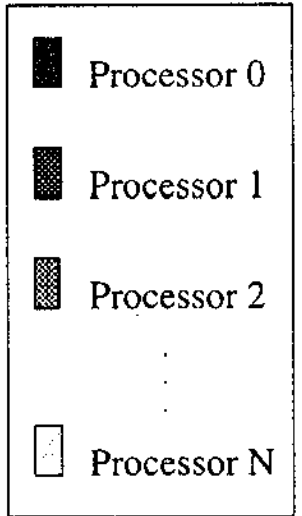 Processor 0
Processor 1
Processor 2
.
.
.
Processor N